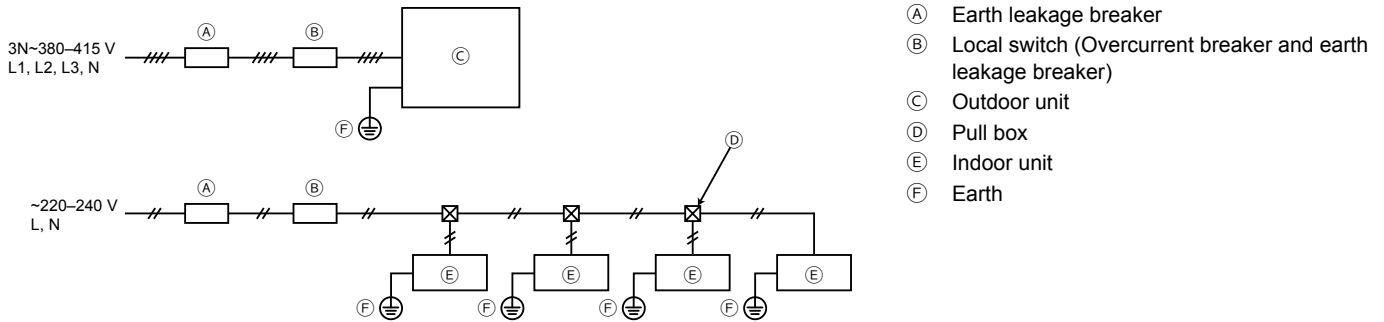 3N~380–415 V
L1, L2, L3, N
Ⓐ Ⓑ
Ⓒ
Ⓕ
Ⓓ
~220–240 V
L, N
Ⓐ Ⓑ
Ⓔ Ⓔ Ⓔ Ⓔ
Ⓕ Ⓕ Ⓕ Ⓕ
Ⓐ Earth leakage breaker
Ⓑ Local switch (Overcurrent breaker and earth
leakage breaker)
Ⓒ Outdoor unit
Ⓓ Pull box
Ⓔ Indoor unit
Ⓕ Earth